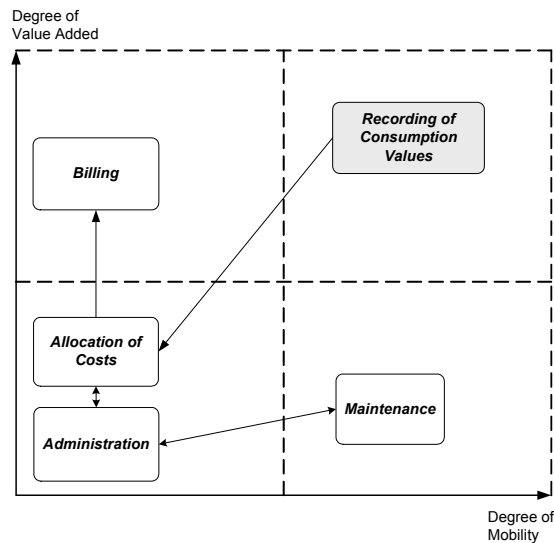 Degree of
Value Added
Recording of
Consumption
Values
Billing
Allocation of
Costs
Maintenance
Administration
Degree of
Mobility